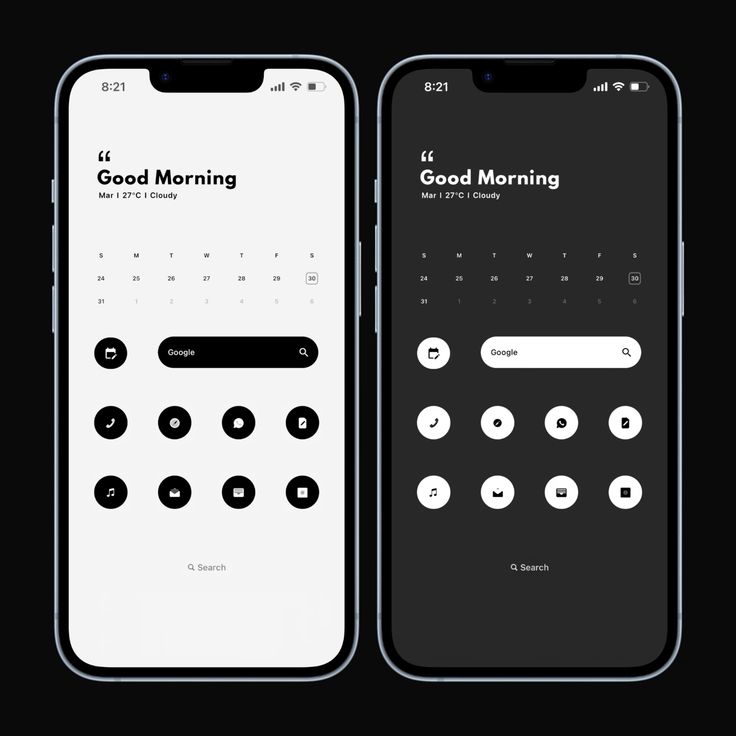 8:21
“
Good Morning
Mar I 27°C I Cloudy
S M T W T F S
24 25 26 27 28 29 30
31 1 2 3 4 5 6
Google
Search
8:21
“
Good Morning
Mar I 27°C I Cloudy
S M T W T F S
24 25 26 27 28 29 30
31 1 2 3 4 5 6
Google
Search